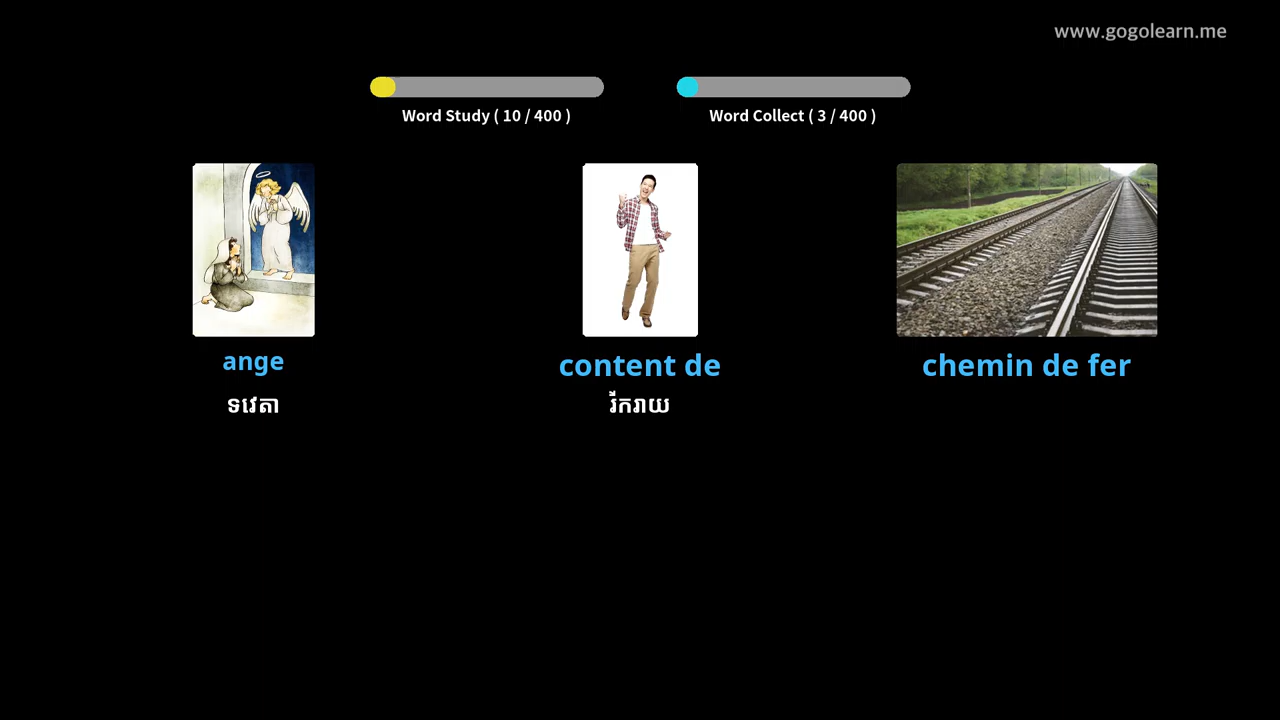 www.gogolearn.me
Word Study ( 10 / 400 )
Word Collect ( 3 / 400 )
ange
content de
chemin de fer
ទវេតា
រីករាយ